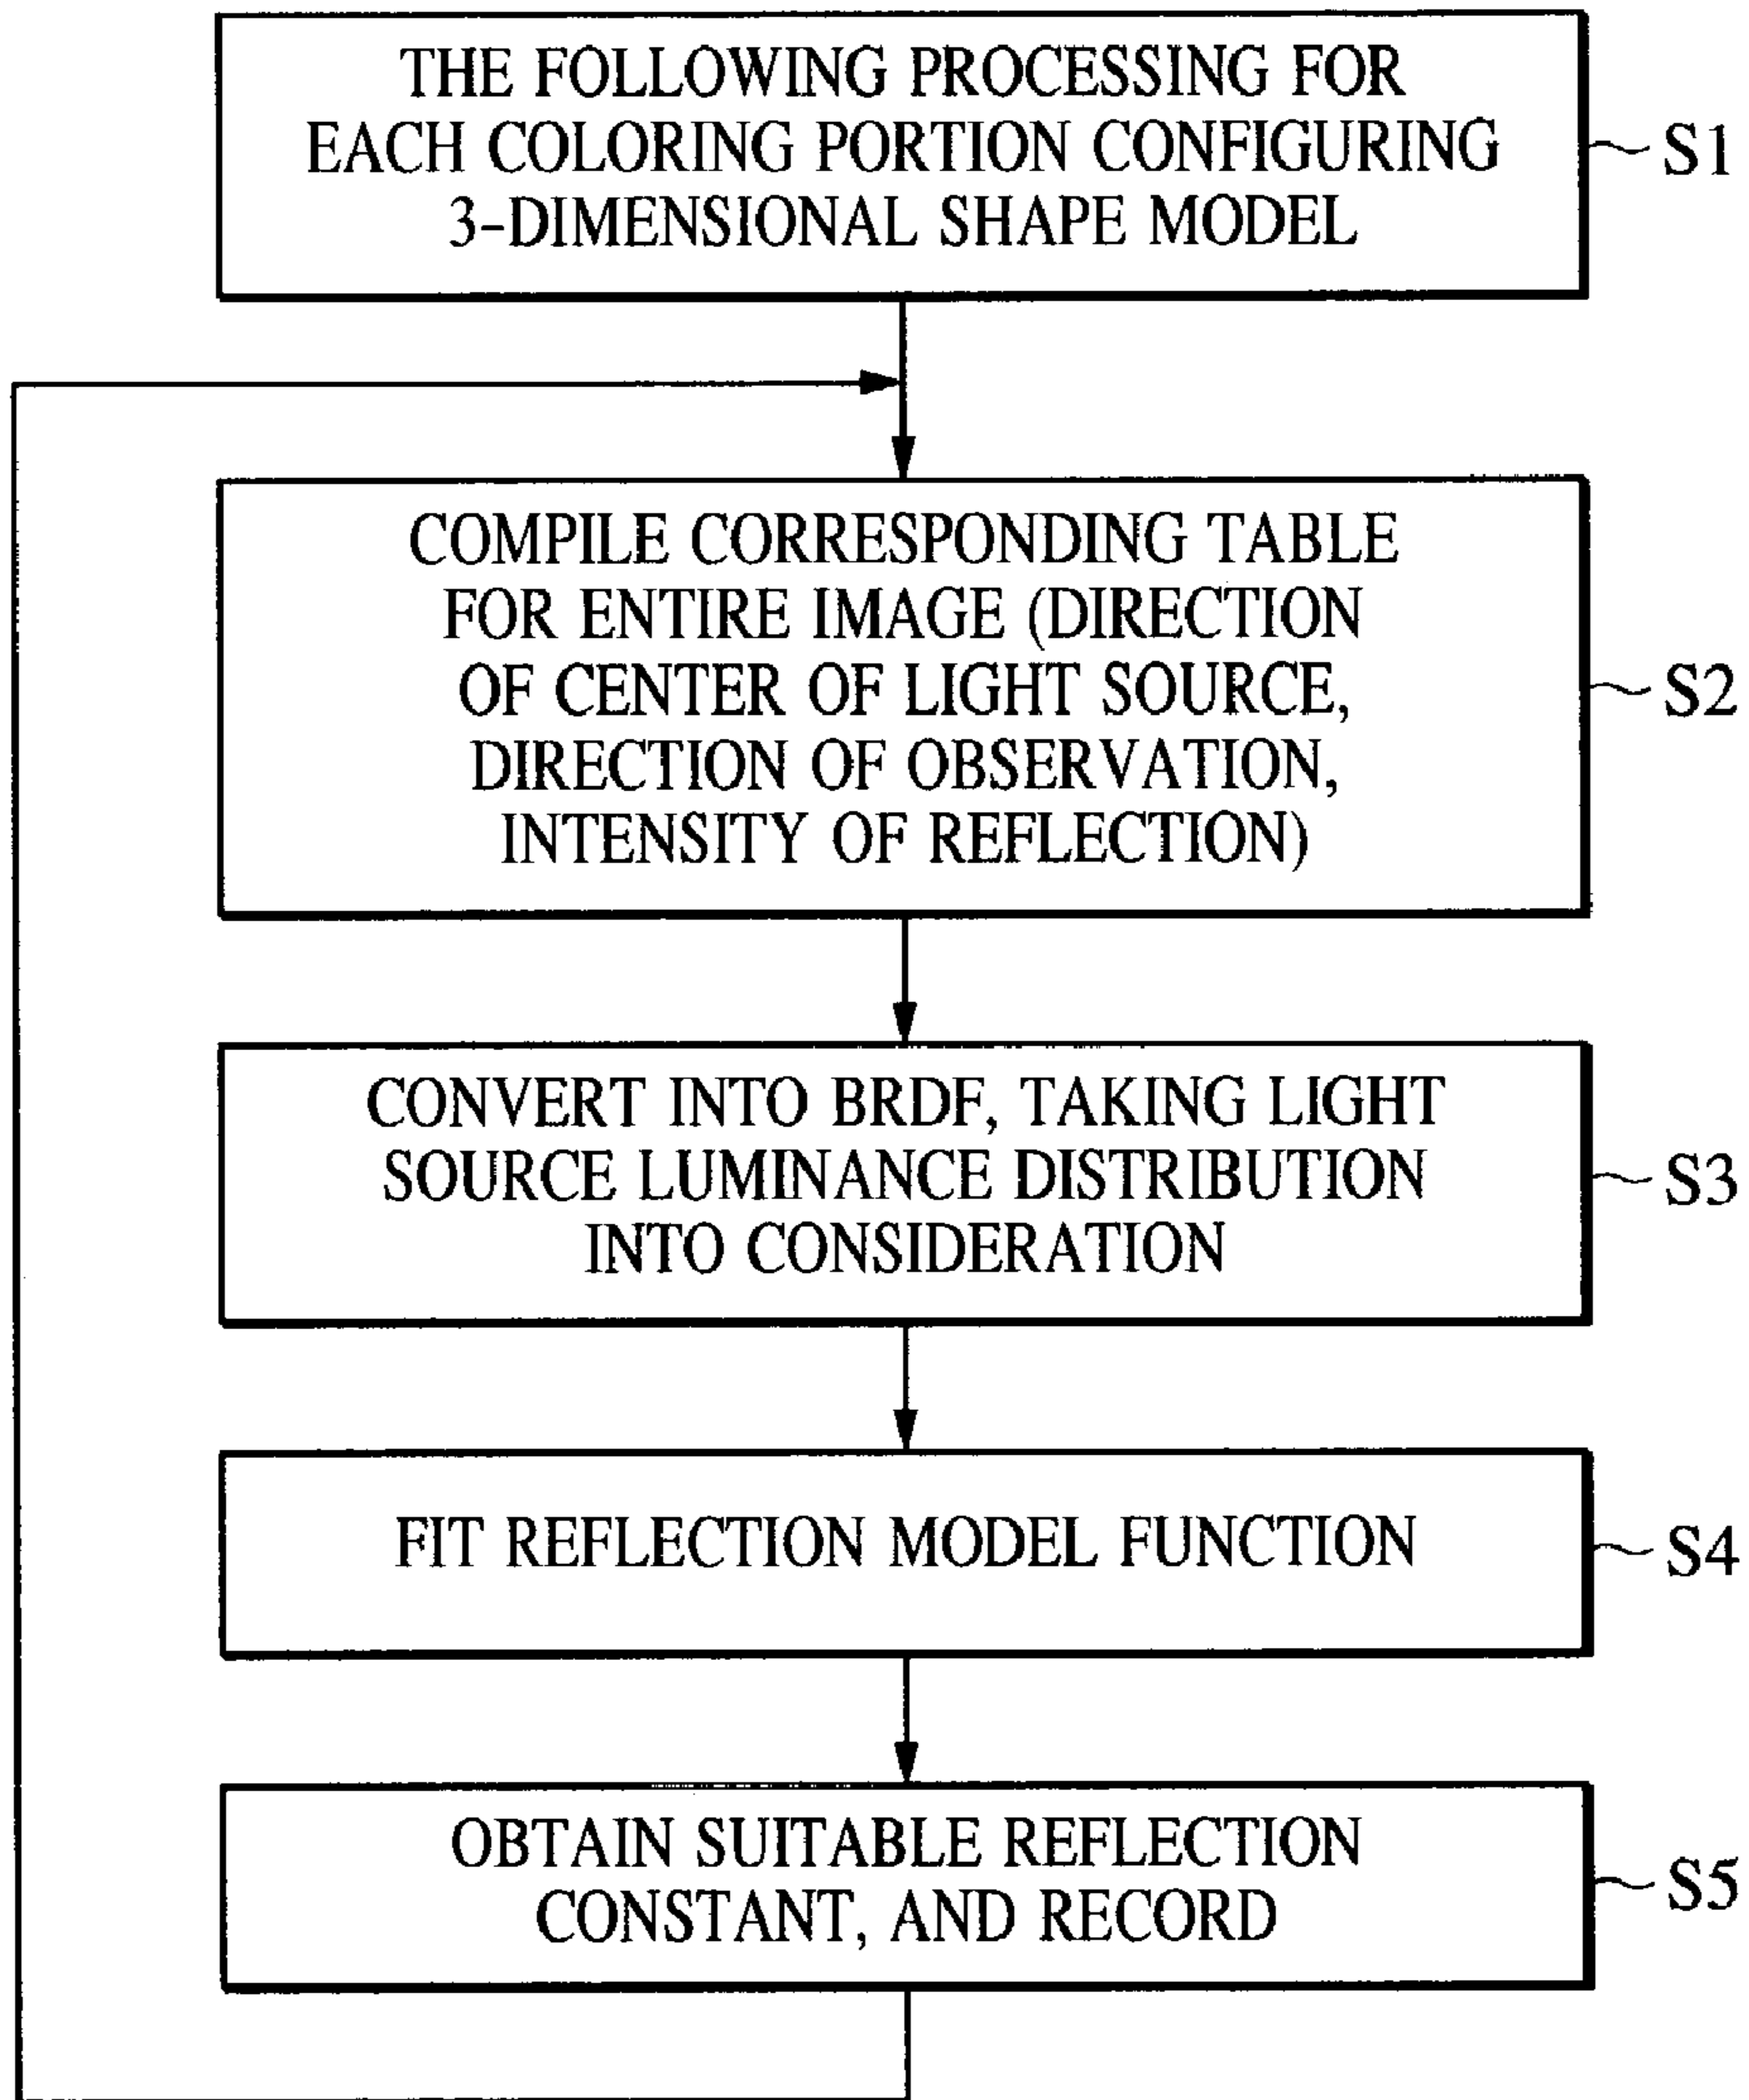 THE FOLLOWING PROCESSING FOR
EACH COLORING PORTION CONFIGURING
3-DIMENSIONAL SHAPE MODEL
S1
COMPILE CORRESPONDING TABLE
FOR ENTIRE IMAGE (DIRECTION
OF CENTER OF LIGHT SOURCE,
DIRECTION OF OBSERVATION,
INTENSITY OF REFLECTION)
S2
CONVERT INTO BRDF, TAKING LIGHT
SOURCE LUMINANCE DISTRIBUTION
INTO CONSIDERATION
S3
FIT REFLECTION MODEL FUNCTION
S4
OBTAIN SUITABLE REFLECTION
CONSTANT, AND RECORD
S5